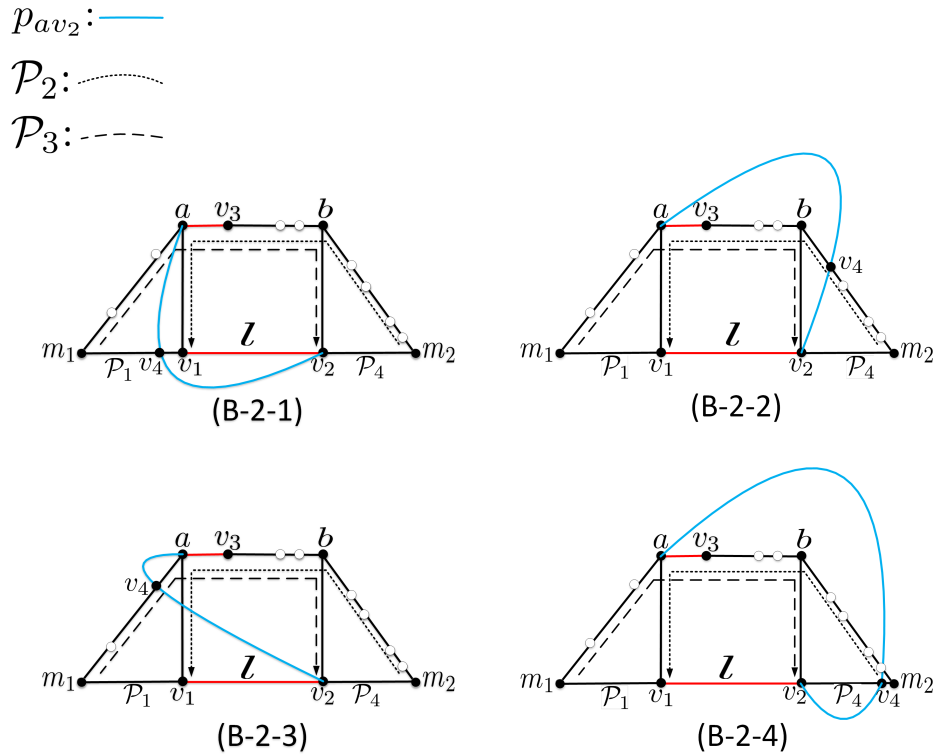 p_{av_2}:
𝒫_2:
𝒫_3:
a v_3 b
m_1 𝒫_1 v_4 v_1 l v_2 𝒫_4 m_2
(B-2-1)
a v_3 b
v_4
m_1 𝒫_1 v_1 l v_2 𝒫_4 m_2
(B-2-2)
a v_3 b
v_4
m_1 𝒫_1 v_1 l v_2 𝒫_4 m_2
(B-2-3)
a v_3 b
m_1 𝒫_1 v_1 l v_2 𝒫_4 v_4 m_2
(B-2-4)